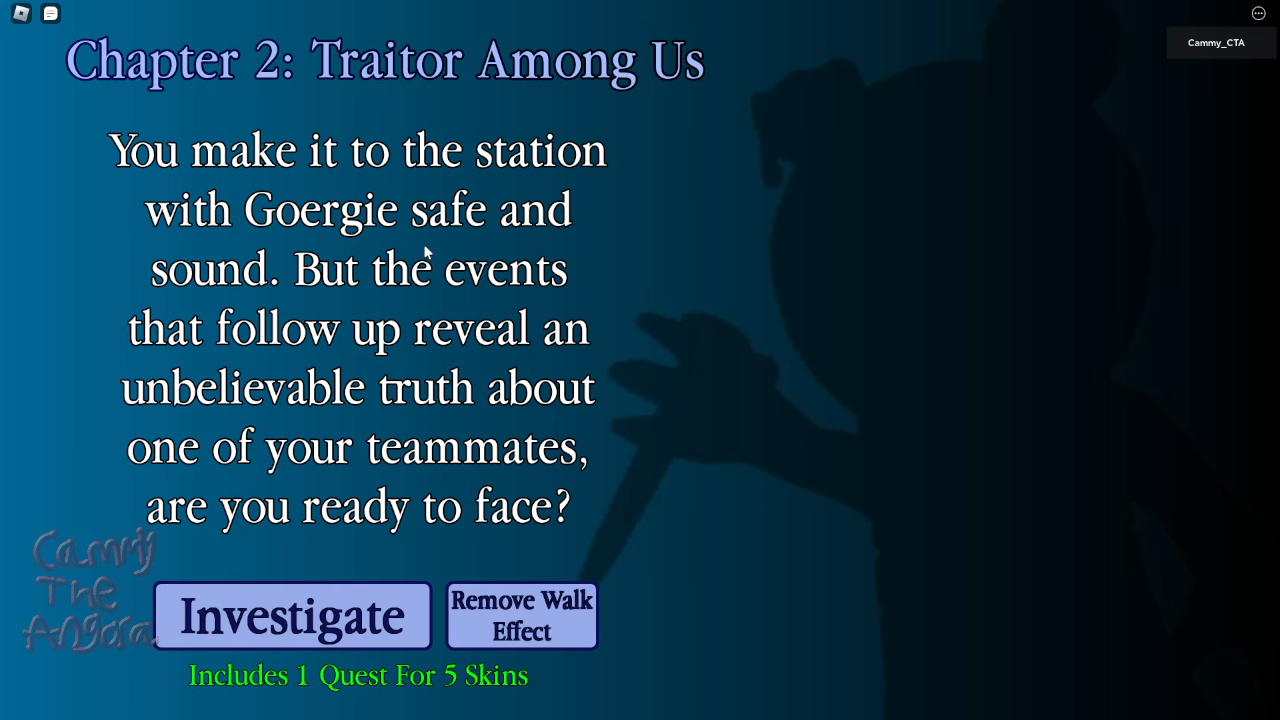 Cammy_CTA
Chapter 2: Traitor Among Us
You make it to the station
with Goergie safe and
sound. But the events
that follow up reveal an
unbelievable truth about
one of your teammates,
are you ready to face?
Cammy
The
Angora
Investigate
Remove Walk
Effect
Includes 1 Quest For 5 Skins